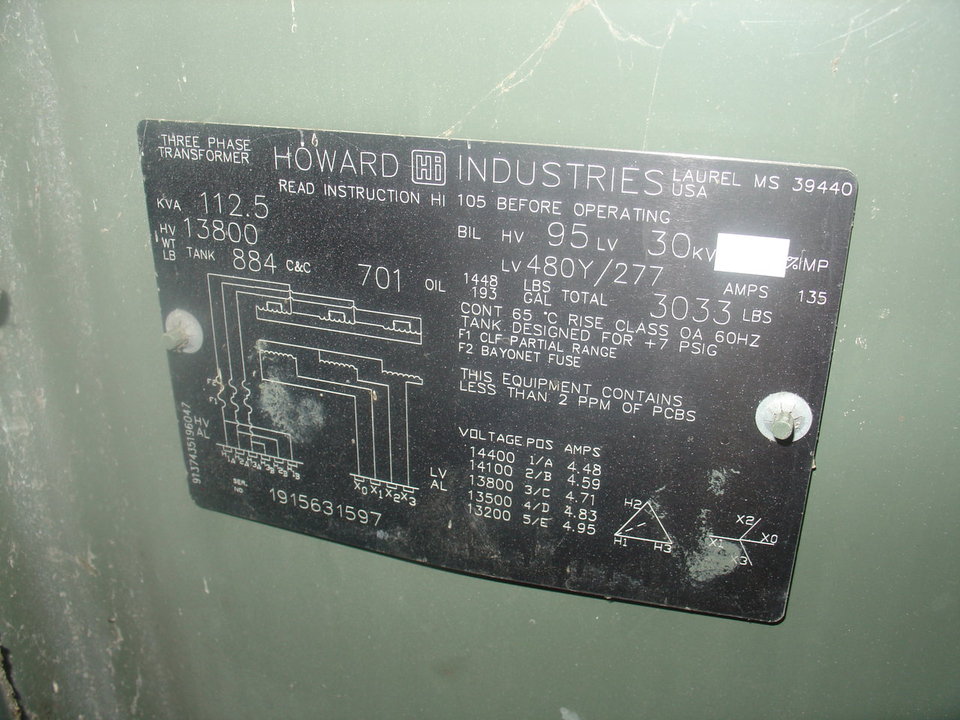 THREE PHASE
TRANSFORMER
HOWARD Hi INDUSTRIES
LAUREL MS 39440
USA
READ INSTRUCTION HI 105 BEFORE OPERATING
KVA 112.5
BIL HV 95 LV 30KV %IMP
HV 13800
LV 480Y/277
AMPS 135
WT
LB TANK 884 C&C 701 OIL 1448 LBS TOTAL 3033 LBS
193 GAL
CONT 65 °C RISE CLASS OA 60HZ
TANK DESIGNED FOR +7 PSIG
F1 CLF PARTIAL RANGE
F2 BAYONET FUSE
THIS EQUIPMENT CONTAINS
LESS THAN 2 PPM OF PCBS
F2
F1
HV
AL
LV
AL
X0 X1 X2 X3
9137435196047
SER.
NO 1915631597
VOLTAGE POS AMPS
14400 1/A 4.48
14100 2/B 4.59
13800 3/C 4.71
13500 4/D 4.83
13200 5/E 4.95
H2
H1 H3
X2
X1 X0
X3